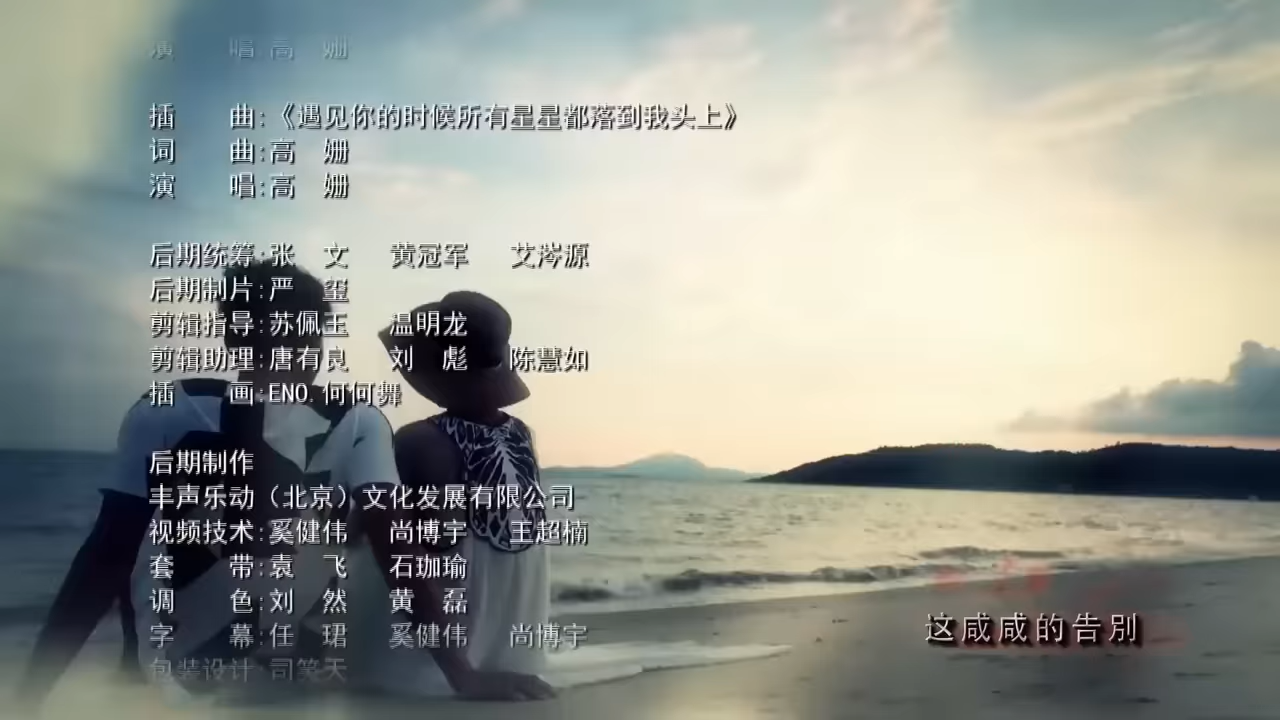 演 唱:高 姗
插 曲:《遇见你的时候所有星星都落到我头上》
词 曲:高 姗
演 唱:高 姗
后期统筹:张 文 黄冠军 艾涔源
后期制片:严 玺
剪辑指导:苏佩玉 温明龙
剪辑助理:唐有良 刘 彪 陈慧如
插 画:ENO.何何舞
后期制作
丰声乐动（北京）文化发展有限公司
视频技术:奚健伟 尚博宇 王超楠
套 带:袁 飞 石珈瑜
调 色:刘 然 黄 磊
字 幕:任 珺 奚健伟 尚博宇
包装设计:司笑天
这咸咸的告别